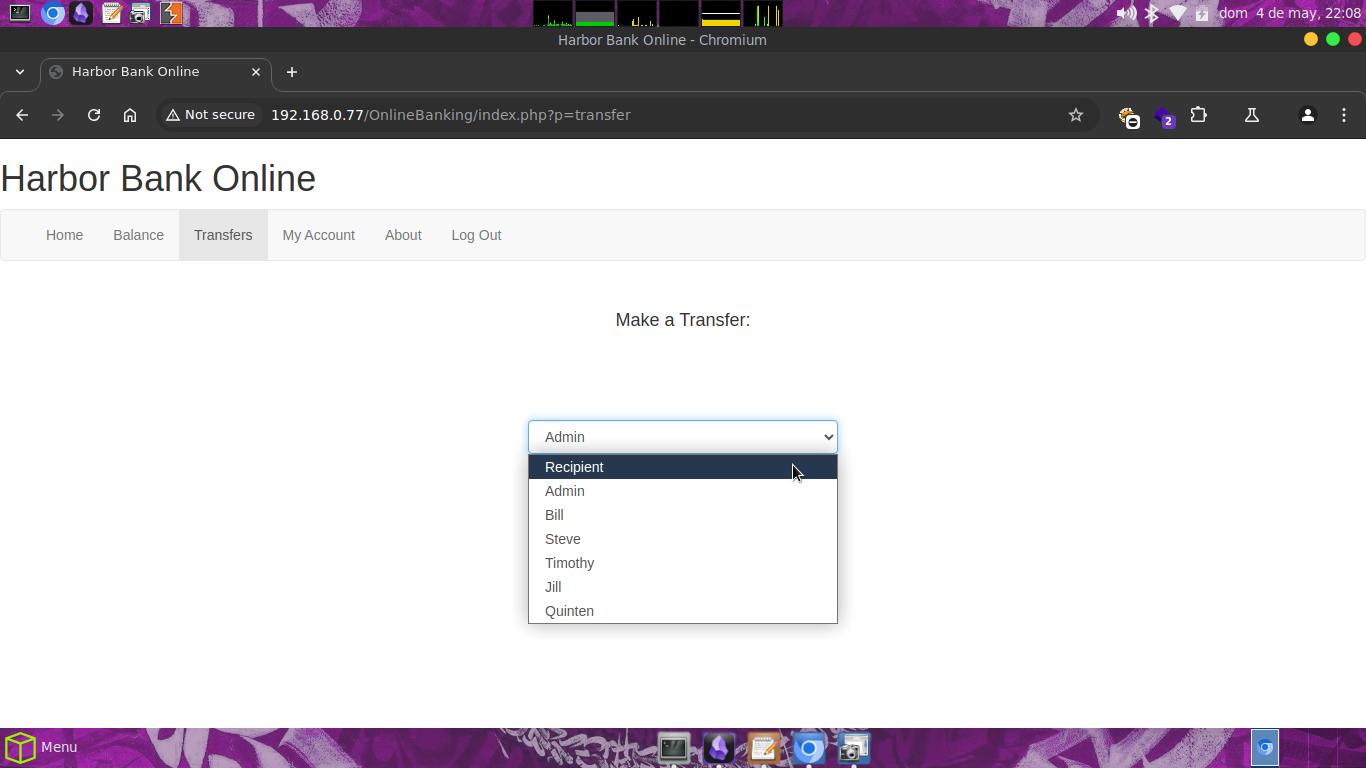 dom 4 de may, 22:08
Harbor Bank Online - Chromium
Harbor Bank Online
Not secure 192.168.0.77/OnlineBanking/index.php?p=transfer
2
Harbor Bank Online
Home Balance Transfers My Account About Log Out
Make a Transfer:
Admin
Recipient
Admin
Bill
Steve
Timothy
Jill
Quinten
Menu